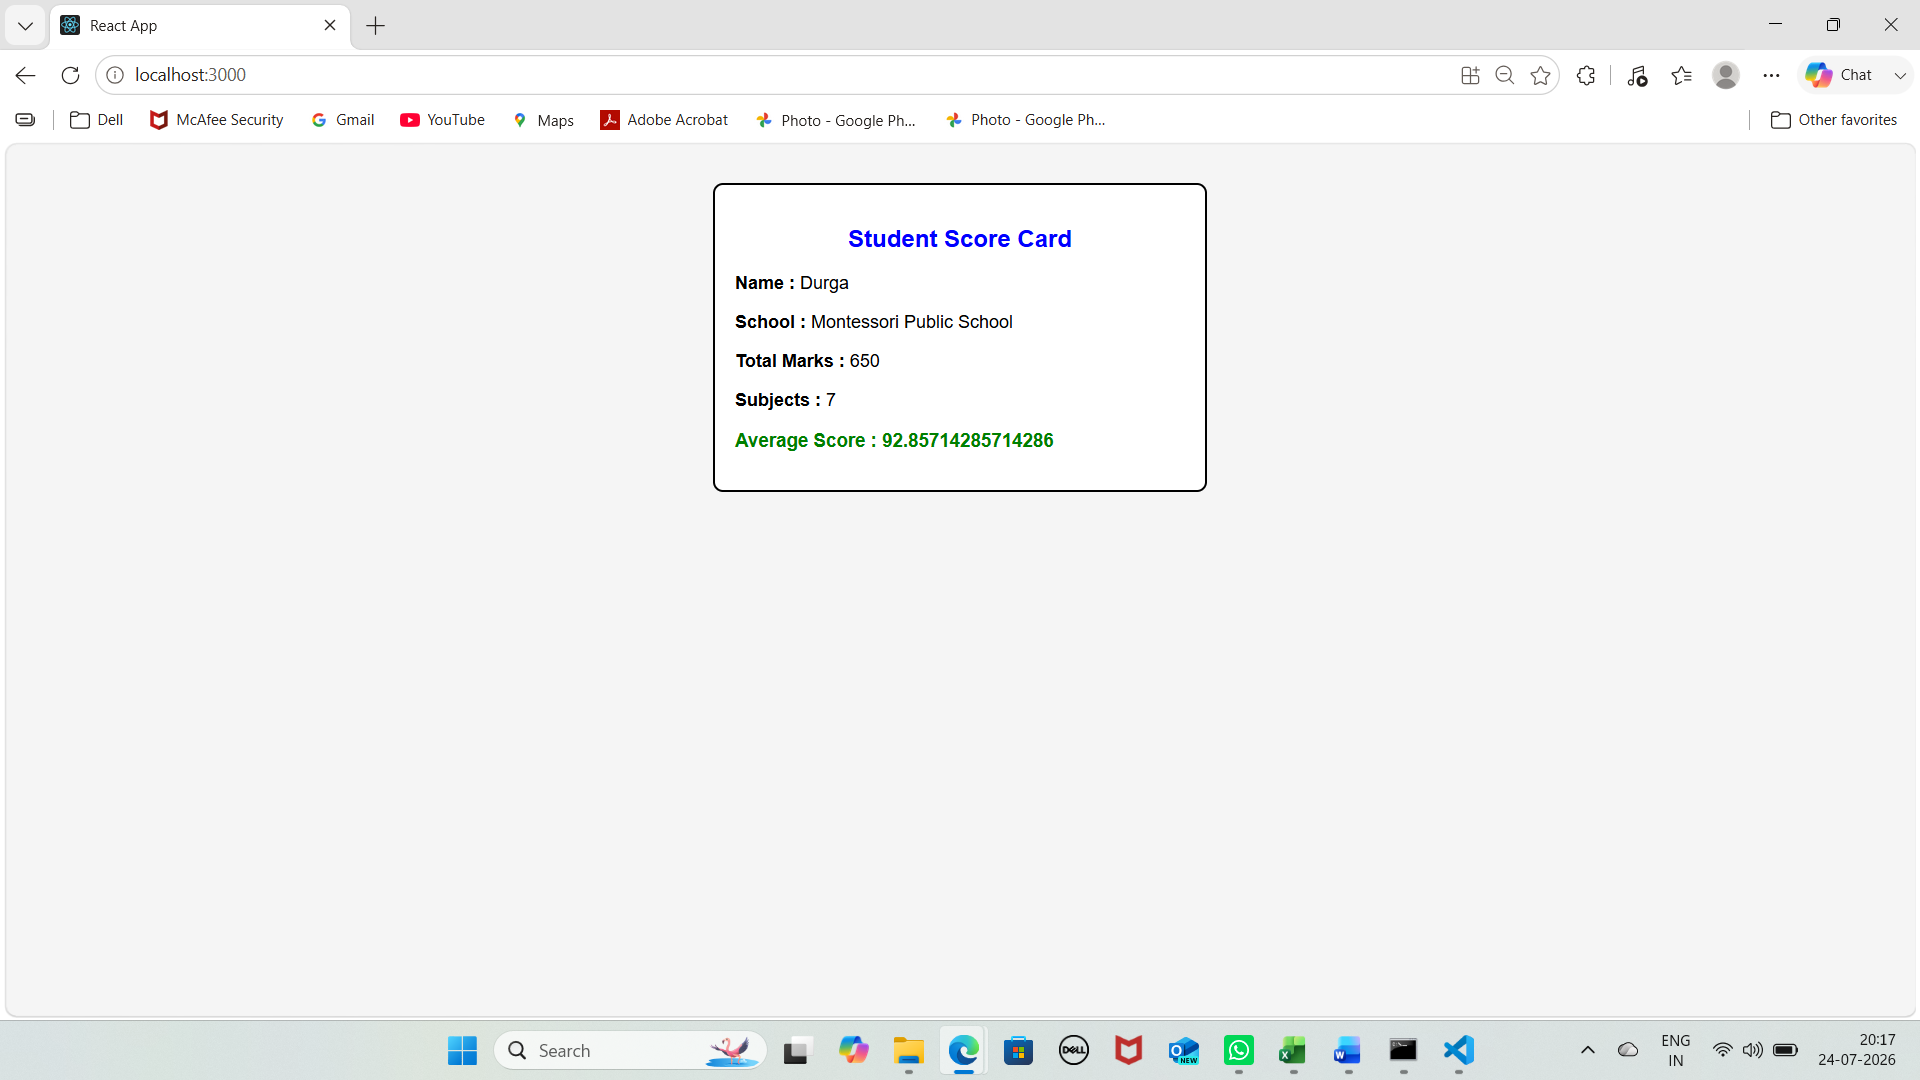 React App
localhost:3000
Chat
Dell
McAfee Security
Gmail
YouTube
Maps
Adobe Acrobat
Photo - Google Ph...
Photo - Google Ph...
Other favorites
Student Score Card
Name : Durga
School : Montessori Public School
Total Marks : 650
Subjects : 7
Average Score : 92.85714285714286
Search
DELL
NEW
ENG
IN
20:17
24-07-2026